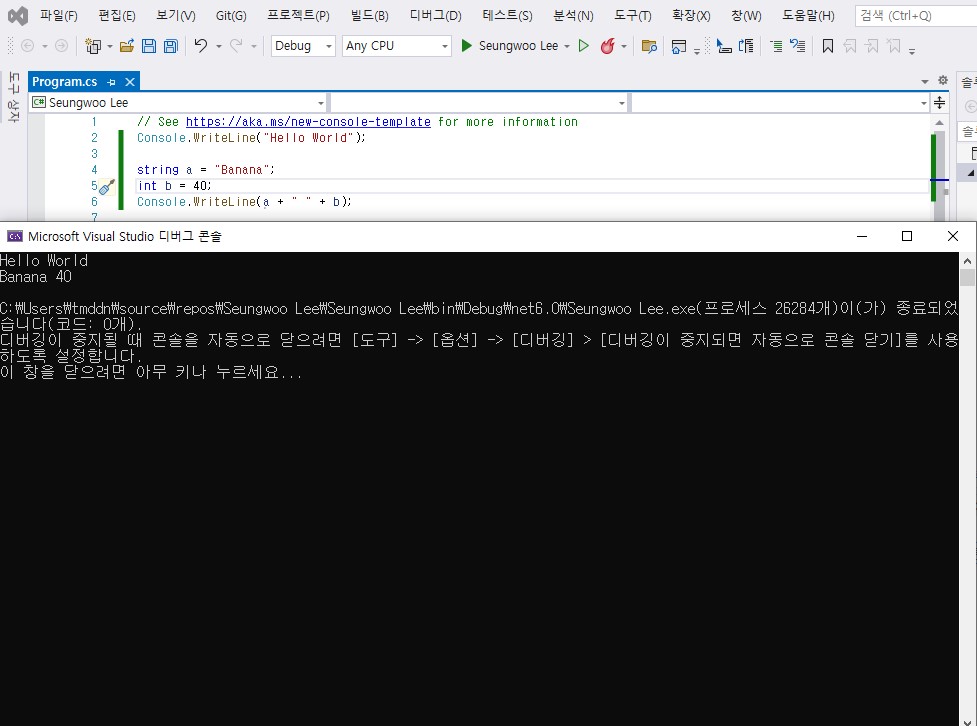 파일(F) 편집(E) 보기(V) Git(G) 프로젝트(P) 빌드(B) 디버그(D) 테스트(S) 분석(N) 도구(T) 확장(X) 창(W) 도움말(H) 검색 (Ctrl+Q)
Debug Any CPU Seungwoo Lee
도구 상자
Program.cs
C# Seungwoo Lee
1 // See https://aka.ms/new-console-template for more information
2 Console.WriteLine("Hello World");
3
4 string a = "Banana";
5 int b = 40;
6 Console.WriteLine(a + " " + b);
7
Microsoft Visual Studio 디버그 콘솔
Hello World
Banana 40
C:₩Users₩tmddn₩source₩repos₩Seungwoo Lee₩Seungwoo Lee₩bin₩Debug₩net6.0₩Seungwoo Lee.exe(프로세스 26284개)이(가) 종료되었
습니다(코드: 0개).
디버깅이 중지될 때 콘솔을 자동으로 닫으려면 [도구] -> [옵션] -> [디버깅] > [디버깅이 중지되면 자동으로 콘솔 닫기]를 사용
하도록 설정합니다.
이 창을 닫으려면 아무 키나 누르세요...